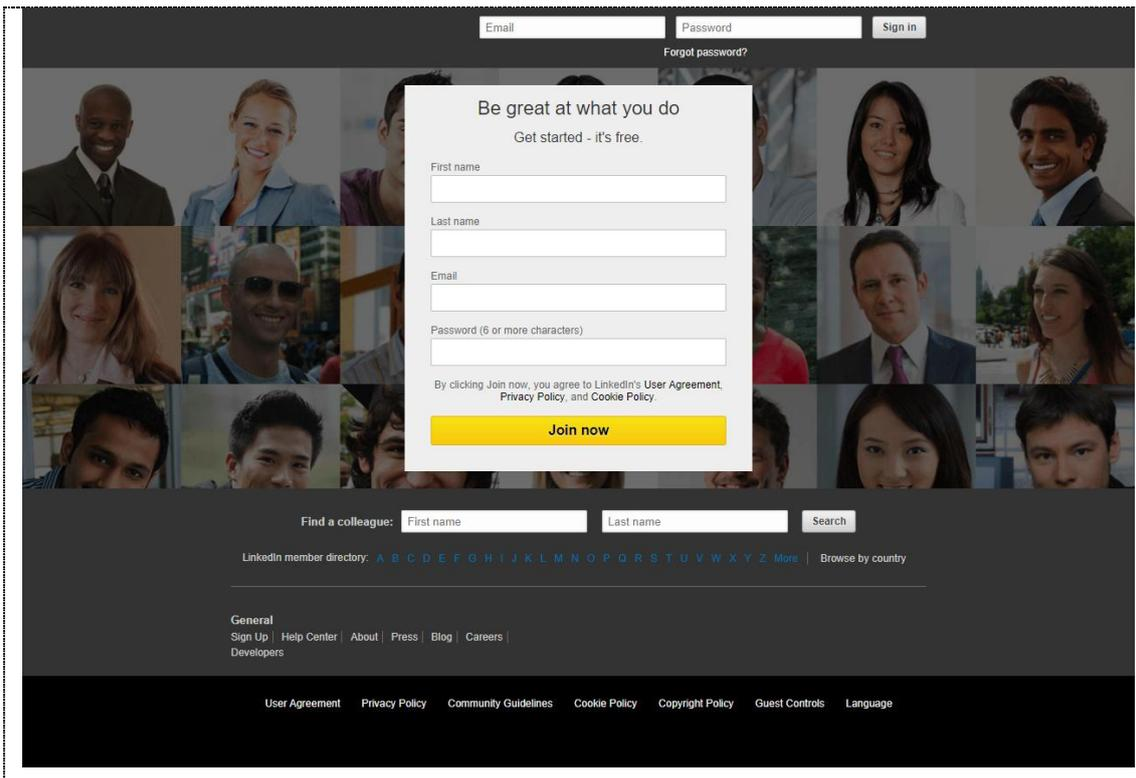 Email Password Sign in
Forgot password?
Be great at what you do
Get started - it's free.
First name
Last name
Email
Password (6 or more characters)
By clicking Join now, you agree to LinkedIn's User Agreement,
Privacy Policy, and Cookie Policy.
Join now
Find a colleague: First name Last name Search
LinkedIn member directory: A B C D E F G H I J K L M N O P Q R S T U V W X Y Z More | Browse by country
General
Sign Up | Help Center | About | Press | Blog | Careers |
Developers
User Agreement Privacy Policy Community Guidelines Cookie Policy Copyright Policy Guest Controls Language